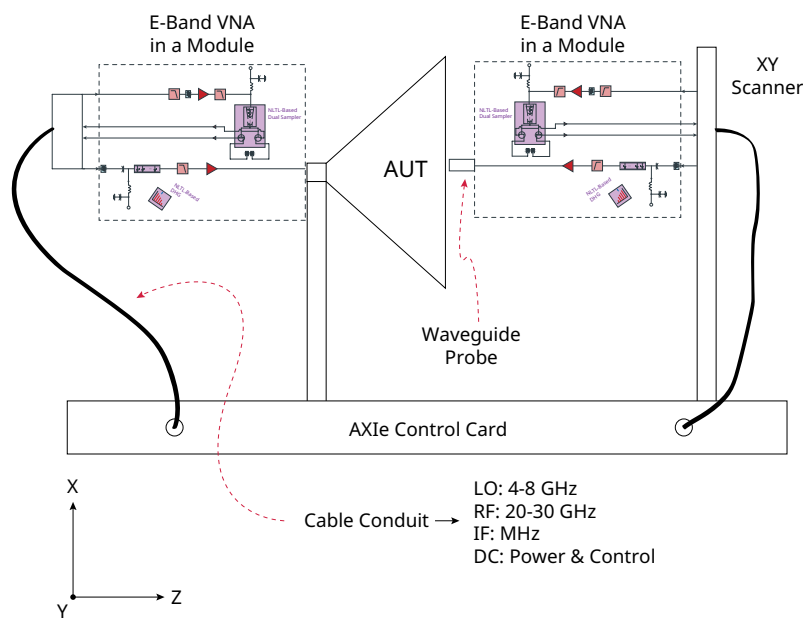 E-Band VNA
in a Module
E-Band VNA
in a Module
XY
Scanner
NLTL-Based
Dual Sampler
NLTL-Based
Dual Sampler
NLTL-Based
DHG
NLTL-Based
DHG
AUT
Waveguide
Probe
AXIe Control Card
Cable Conduit
LO: 4-8 GHz
RF: 20-30 GHz
IF: MHz
DC: Power & Control
X
Y
Z